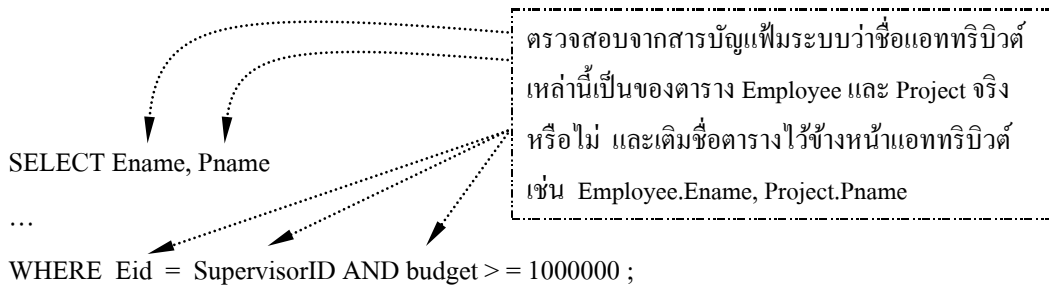 ตรวจสอบจากสารบัญแฟ้มระบบว่าชื่อแอททริบิวต์
เหล่านี้เป็นของตาราง Employee และ Project จริง
หรือไม่ และเติมชื่อตารางไว้ข้างหน้าแอททริบิวต์
เช่น Employee.Ename, Project.Pname
SELECT Ename, Pname
…
WHERE Eid = SupervisorID AND budget > = 1000000 ;